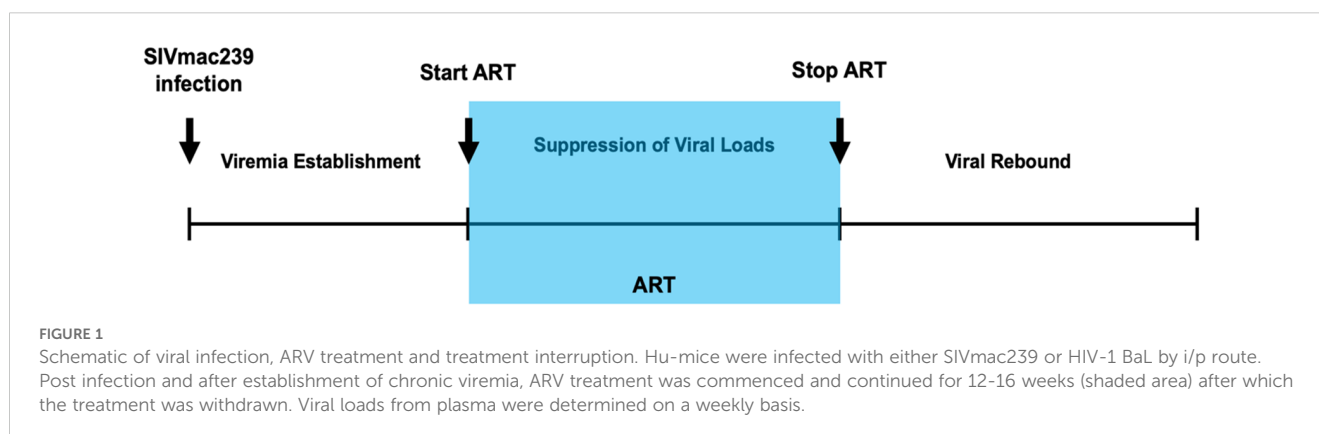 SIVmac239
infection
Start ART
Stop ART
Viremia Establishment
Suppression of Viral Loads
Viral Rebound
ART
FIGURE 1
Schematic of viral infection, ARV treatment and treatment interruption. Hu-mice were infected with either SIVmac239 or HIV-1 BaL by i/p route.
Post infection and after establishment of chronic viremia, ARV treatment was commenced and continued for 12-16 weeks (shaded area) after which
the treatment was withdrawn. Viral loads from plasma were determined on a weekly basis.